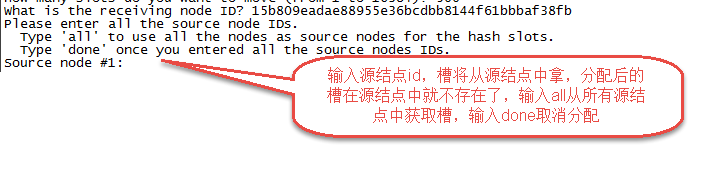 What is the receiving node ID? 15b809eadae88955e36bcdbb8144f61bbbaf38fb
Please enter all the source node IDs.
  Type 'all' to use all the nodes as source nodes for the hash slots.
  Type 'done' once you entered all the source nodes IDs.
Source node #1:
输入源结点id，槽将从源结点中拿，分配后的
槽在源结点中就不存在了，输入all从所有源结
点中获取槽，输入done取消分配